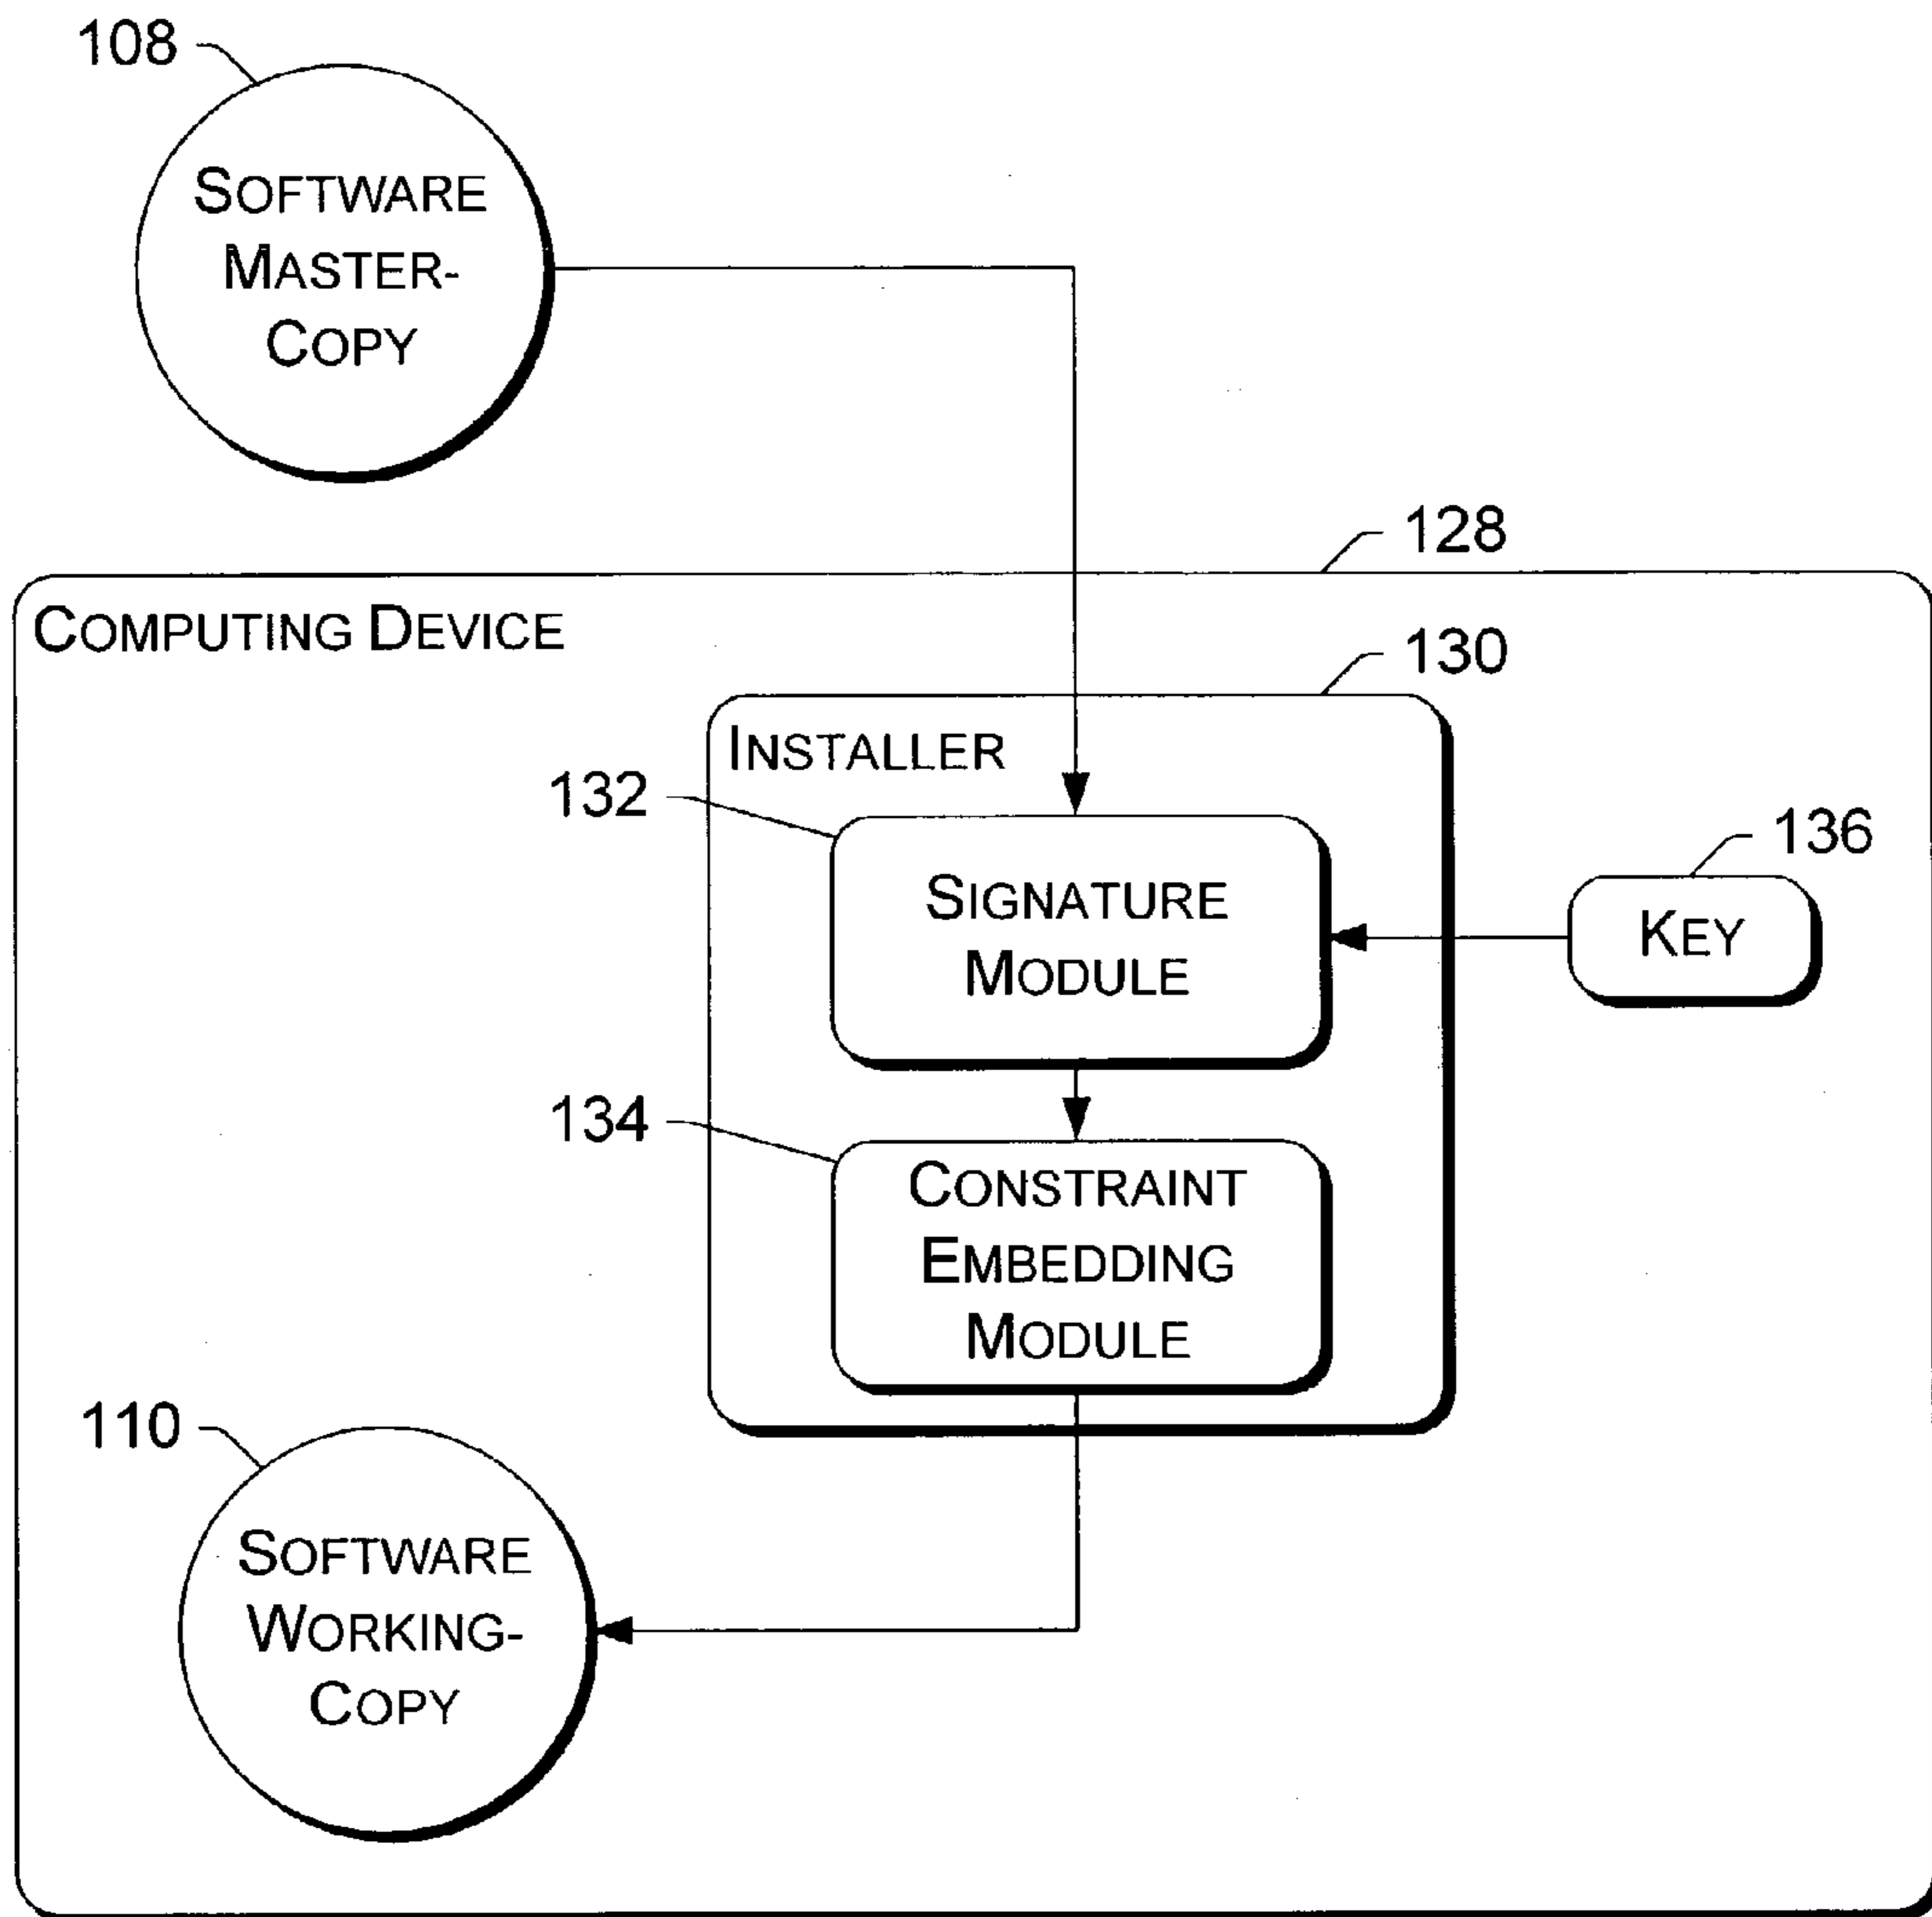 108
SOFTWARE
MASTER-
COPY
128
COMPUTING DEVICE
130
INSTALLER
132
136
SIGNATURE
MODULE
KEY
134
CONSTRAINT
EMBEDDING
MODULE
110
SOFTWARE
WORKING-
COPY